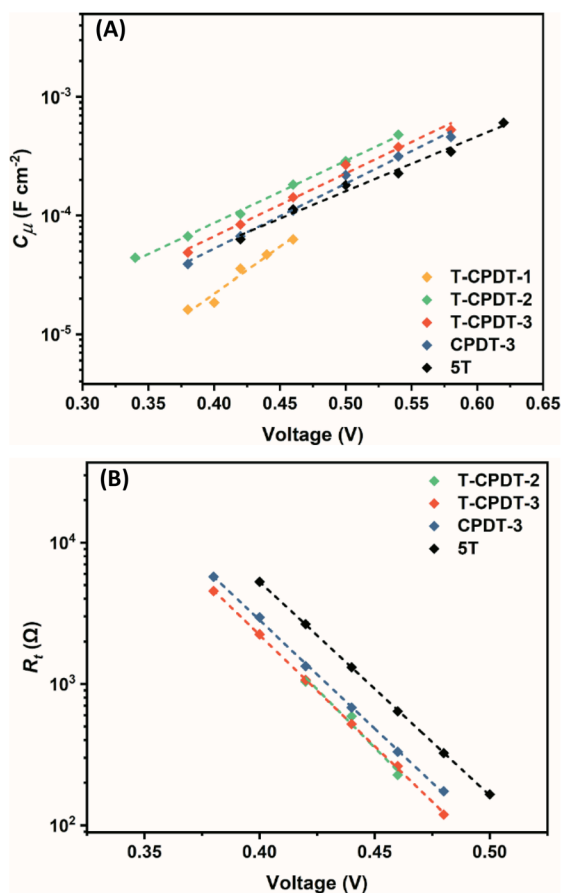 (A)
C_μ (F cm⁻²)
10⁻³
10⁻⁴
10⁻⁵
T-CPDT-1
T-CPDT-2
T-CPDT-3
CPDT-3
5T
0.30 0.35 0.40 0.45 0.50 0.55 0.60 0.65
Voltage (V)
(B)
R_t (Ω)
10⁴
10³
10²
T-CPDT-2
T-CPDT-3
CPDT-3
5T
0.35 0.40 0.45 0.50
Voltage (V)